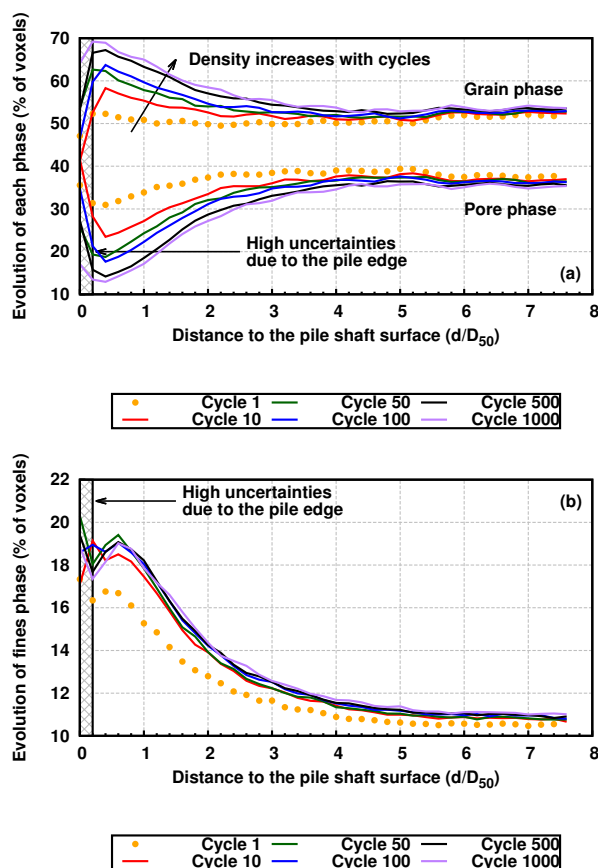 Evolution of each phase (% of voxels)
70
60
50
40
30
20
10
Density increases with cycles
Grain phase
Pore phase
High uncertainties
due to the pile edge
(a)
0 1 2 3 4 5 6 7 8
Distance to the pile shaft surface (d/D50)
Cycle 1 Cycle 50 Cycle 500
Cycle 10 Cycle 100 Cycle 1000
Evolution of fines phase (% of voxels)
22
20
18
16
14
12
10
High uncertainties
due to the pile edge
(b)
0 1 2 3 4 5 6 7 8
Distance to the pile shaft surface (d/D50)
Cycle 1 Cycle 50 Cycle 500
Cycle 10 Cycle 100 Cycle 1000